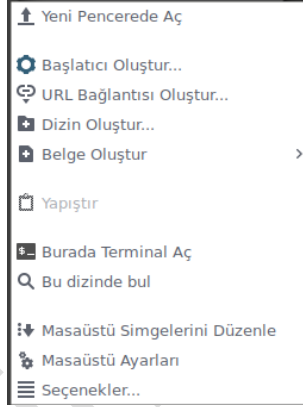 Yeni Pencerede Aç
Başlatıcı Oluştur...
URL Bağlantısı Oluştur...
Dizin Oluştur...
Belge Oluştur
Yapıştır
Burada Terminal Aç
Bu dizinde bul
Masaüstü Simgelerini Düzenle
Masaüstü Ayarları
Seçenekler...